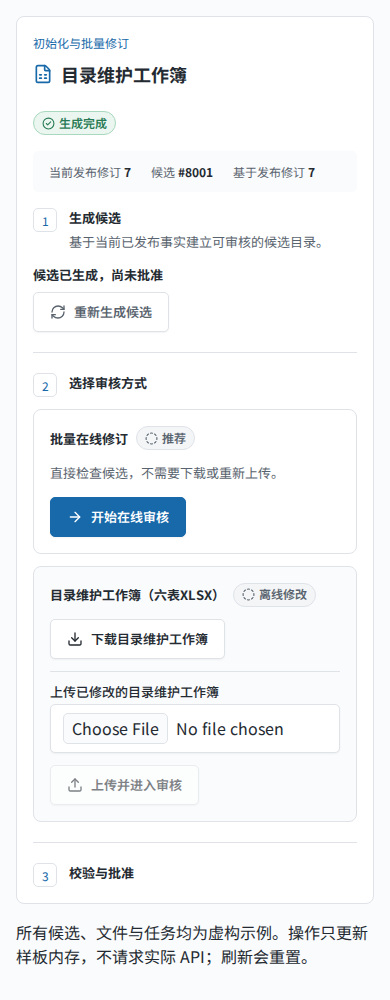 初始化与批量修订
目录维护工作簿
生成完成
当前发布修订 7 候选 #8001 基于发布修订 7
1 生成候选
基于当前已发布事实建立可审核的候选目录。
候选已生成，尚未批准
重新生成候选
2 选择审核方式
批量在线修订 推荐
直接检查候选，不需要下载或重新上传。
开始在线审核
目录维护工作簿（六表XLSX） 离线修改
下载目录维护工作簿
上传已修改的目录维护工作簿
Choose File No file chosen
上传并进入审核
3 校验与批准
所有候选、文件与任务均为虚构示例。操作只更新
样板内存，不请求实际 API；刷新会重置。